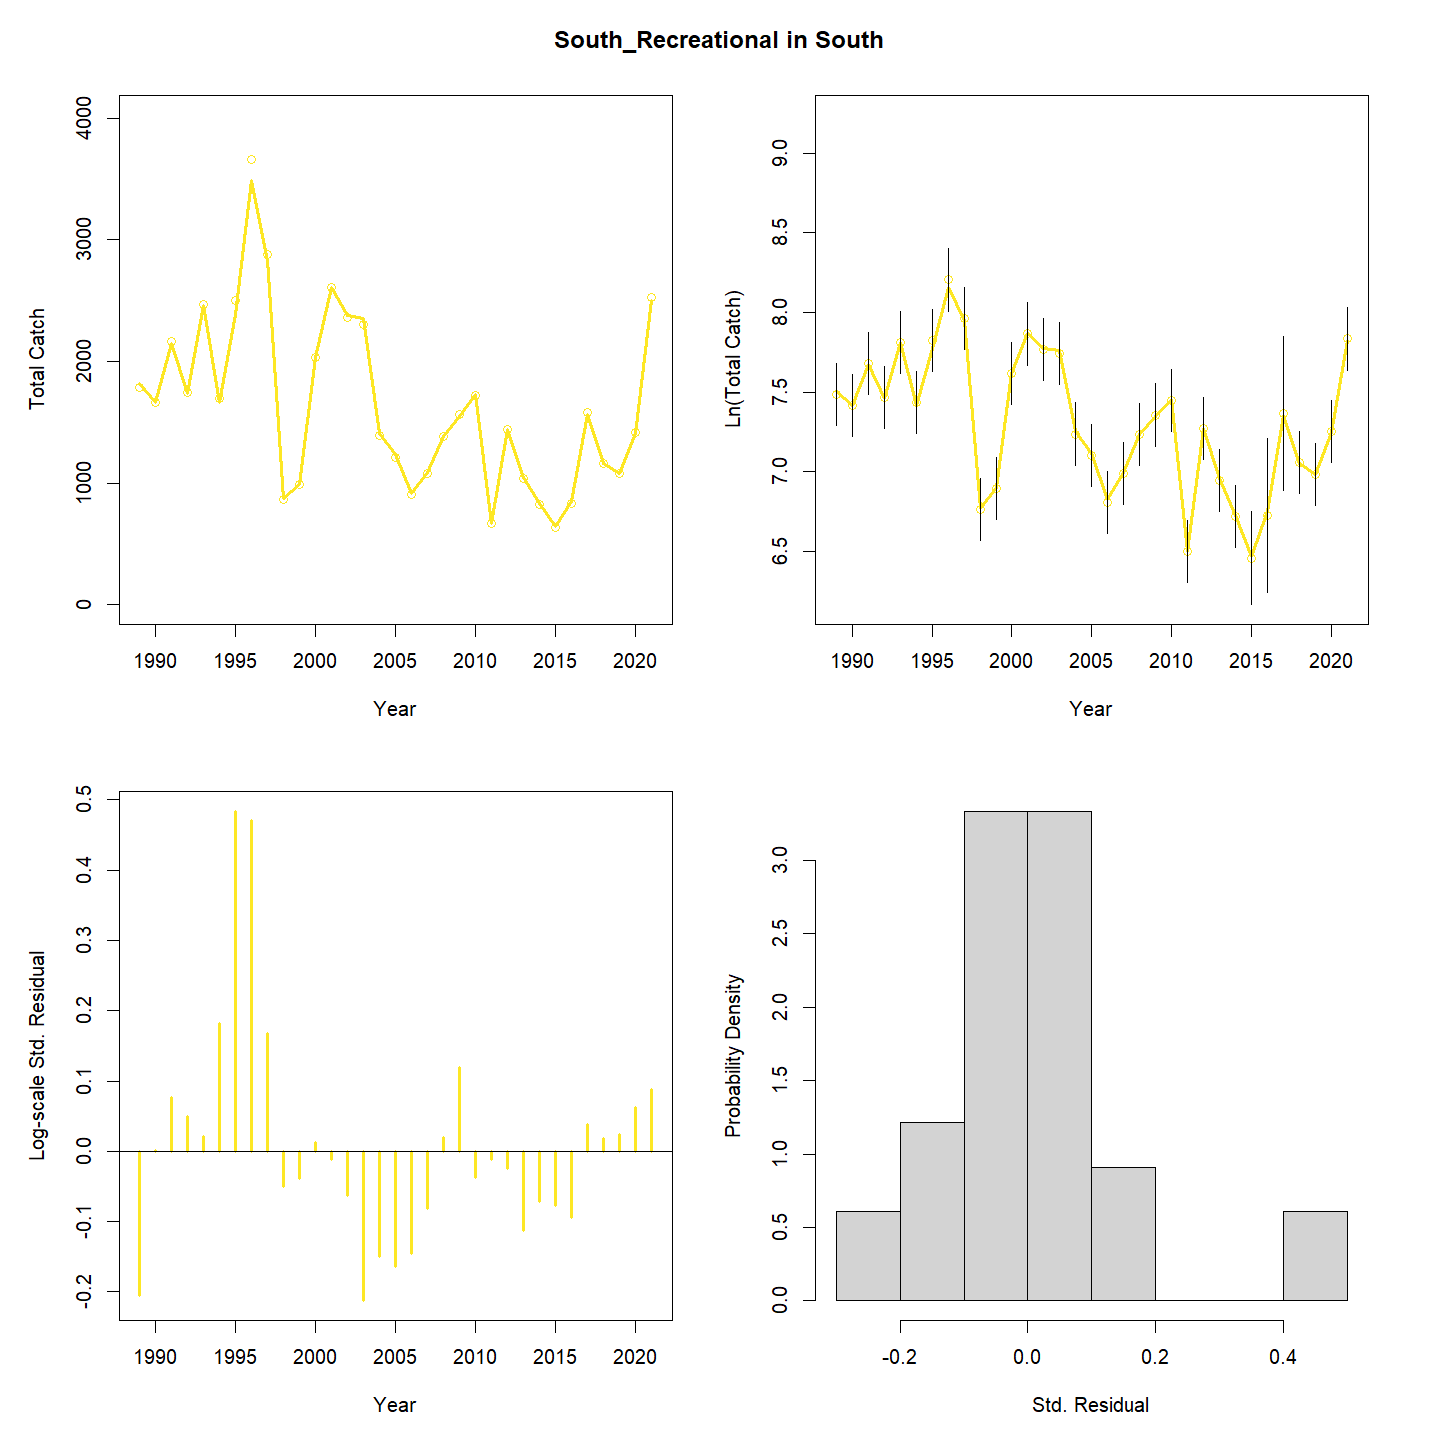 South_Recreational in South
Total Catch
4000
3000
2000
1000
0
1990 1995 2000 2005 2010 2015 2020
Year
Ln(Total Catch)
9.0
8.5
8.0
7.5
7.0
6.5
1990 1995 2000 2005 2010 2015 2020
Year
Log-scale Std. Residual
0.5
0.4
0.3
0.2
0.1
0.0
-0.1
-0.2
1990 1995 2000 2005 2010 2015 2020
Year
Probability Density
3.0
2.5
2.0
1.5
1.0
0.5
0.0
-0.2 0.0 0.2 0.4
Std. Residual